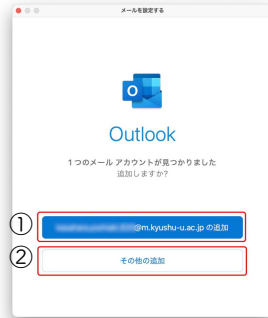 メールを設定する
Outlook
1つのメール アカウントが見つかりました
追加しますか?
① @m.kyushu-u.ac.jp の追加
② その他の追加